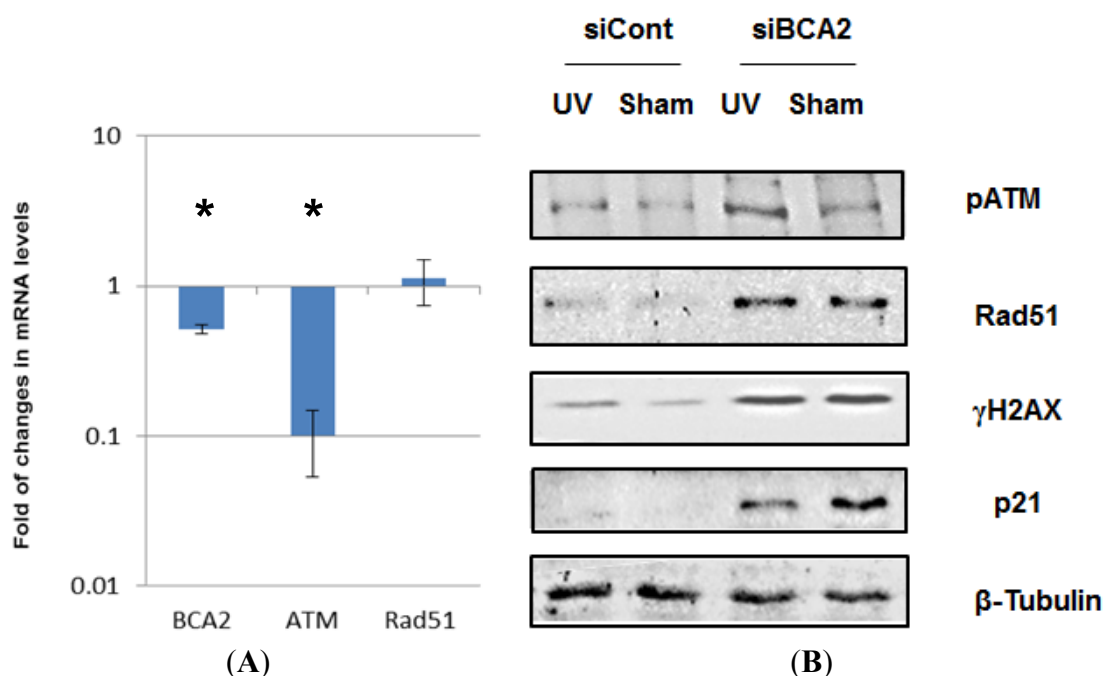 Fold of changes in mRNA levels
10
1
0.1
0.01
*
*
BCA2 ATM Rad51
(A)
siCont siBCA2
UV Sham UV Sham
pATM
Rad51
γH2AX
p21
β-Tubulin
(B)